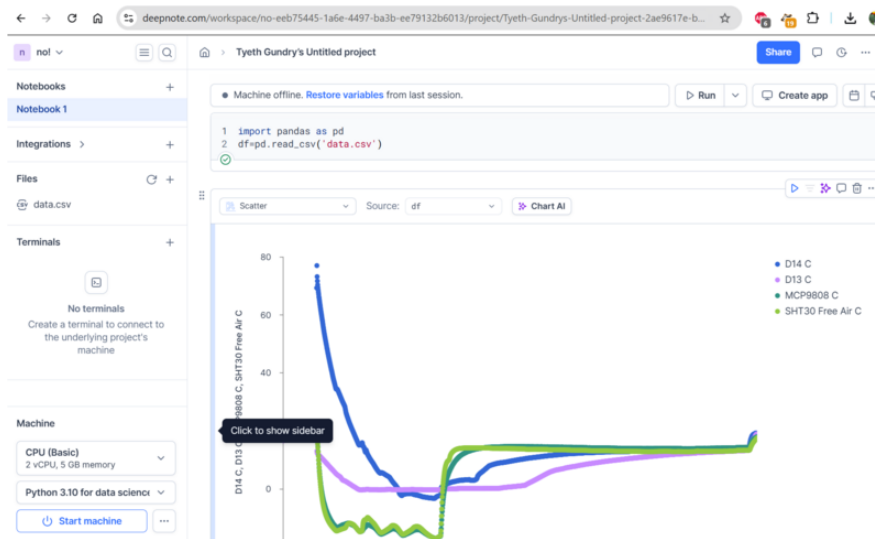 deepnote.com/workspace/no-eeb75445-1a6e-4497-ba3b-ee79132b6013/project/Tyeth-Gundrys-Untitled-project-2ae9617e-b...
6
19
n no!
Tyeth Gundry's Untitled project
Share
Notebooks
Notebook 1
Integrations
Files
data.csv
Terminals
No terminals
Create a terminal to connect to
the underlying project's
machine
Machine
CPU (Basic)
2 vCPU, 5 GB memory
Python 3.10 for data science
Start machine
Machine offline. Restore variables from last session.
Run
Create app
1 import pandas as pd
2 df=pd.read_csv('data.csv')
Scatter
Source: df
Chart AI
80
60
40
0
D14 C, D13 C, MCP9808 C, SHT30 Free Air C
Click to show sidebar
D14 C
D13 C
MCP9808 C
SHT30 Free Air C